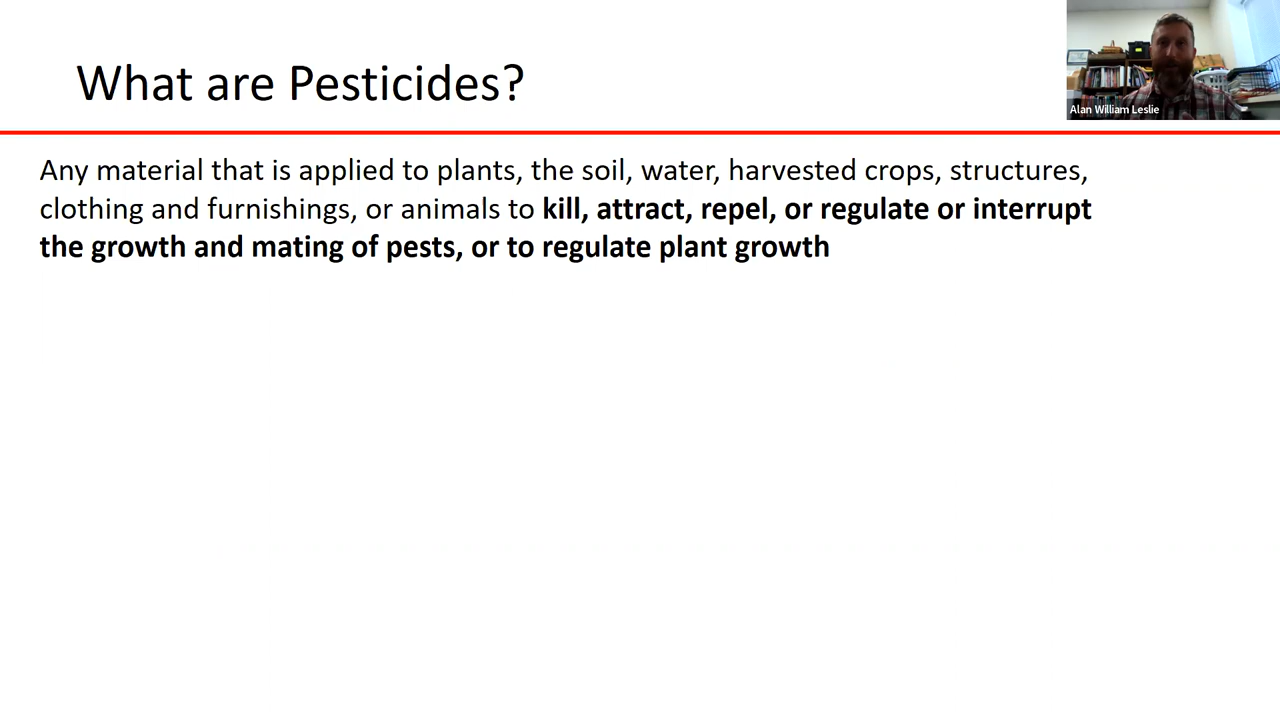 What are Pesticides?
Alan William Leslie
Any material that is applied to plants, the soil, water, harvested crops, structures,
clothing and furnishings, or animals to kill, attract, repel, or regulate or interrupt
the growth and mating of pests, or to regulate plant growth